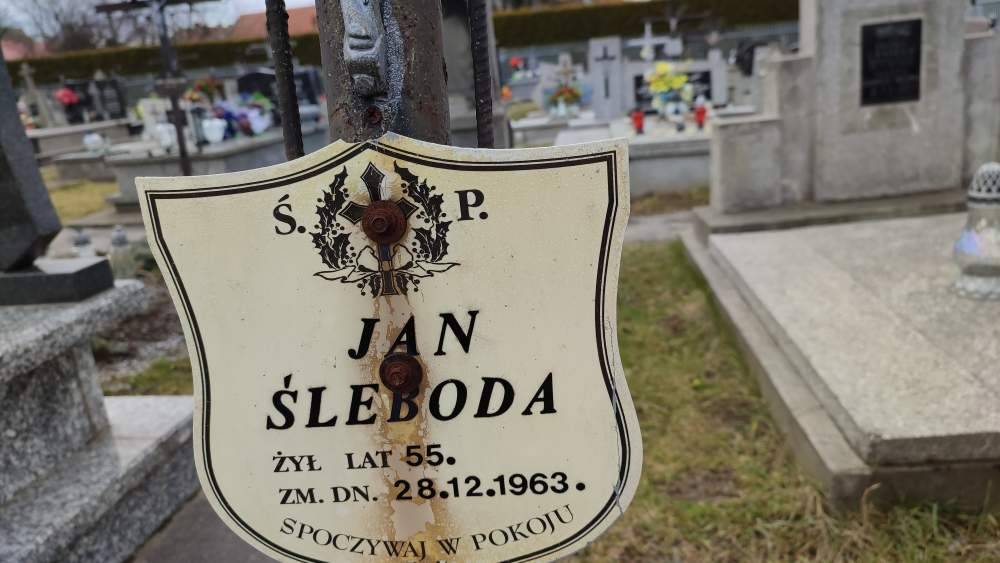 Ś. P.
JAN
ŚLEBODA
ŻYŁ LAT 55.
ZM. DN. 28.12.1963.
SPOCZYWAJ W POKOJU